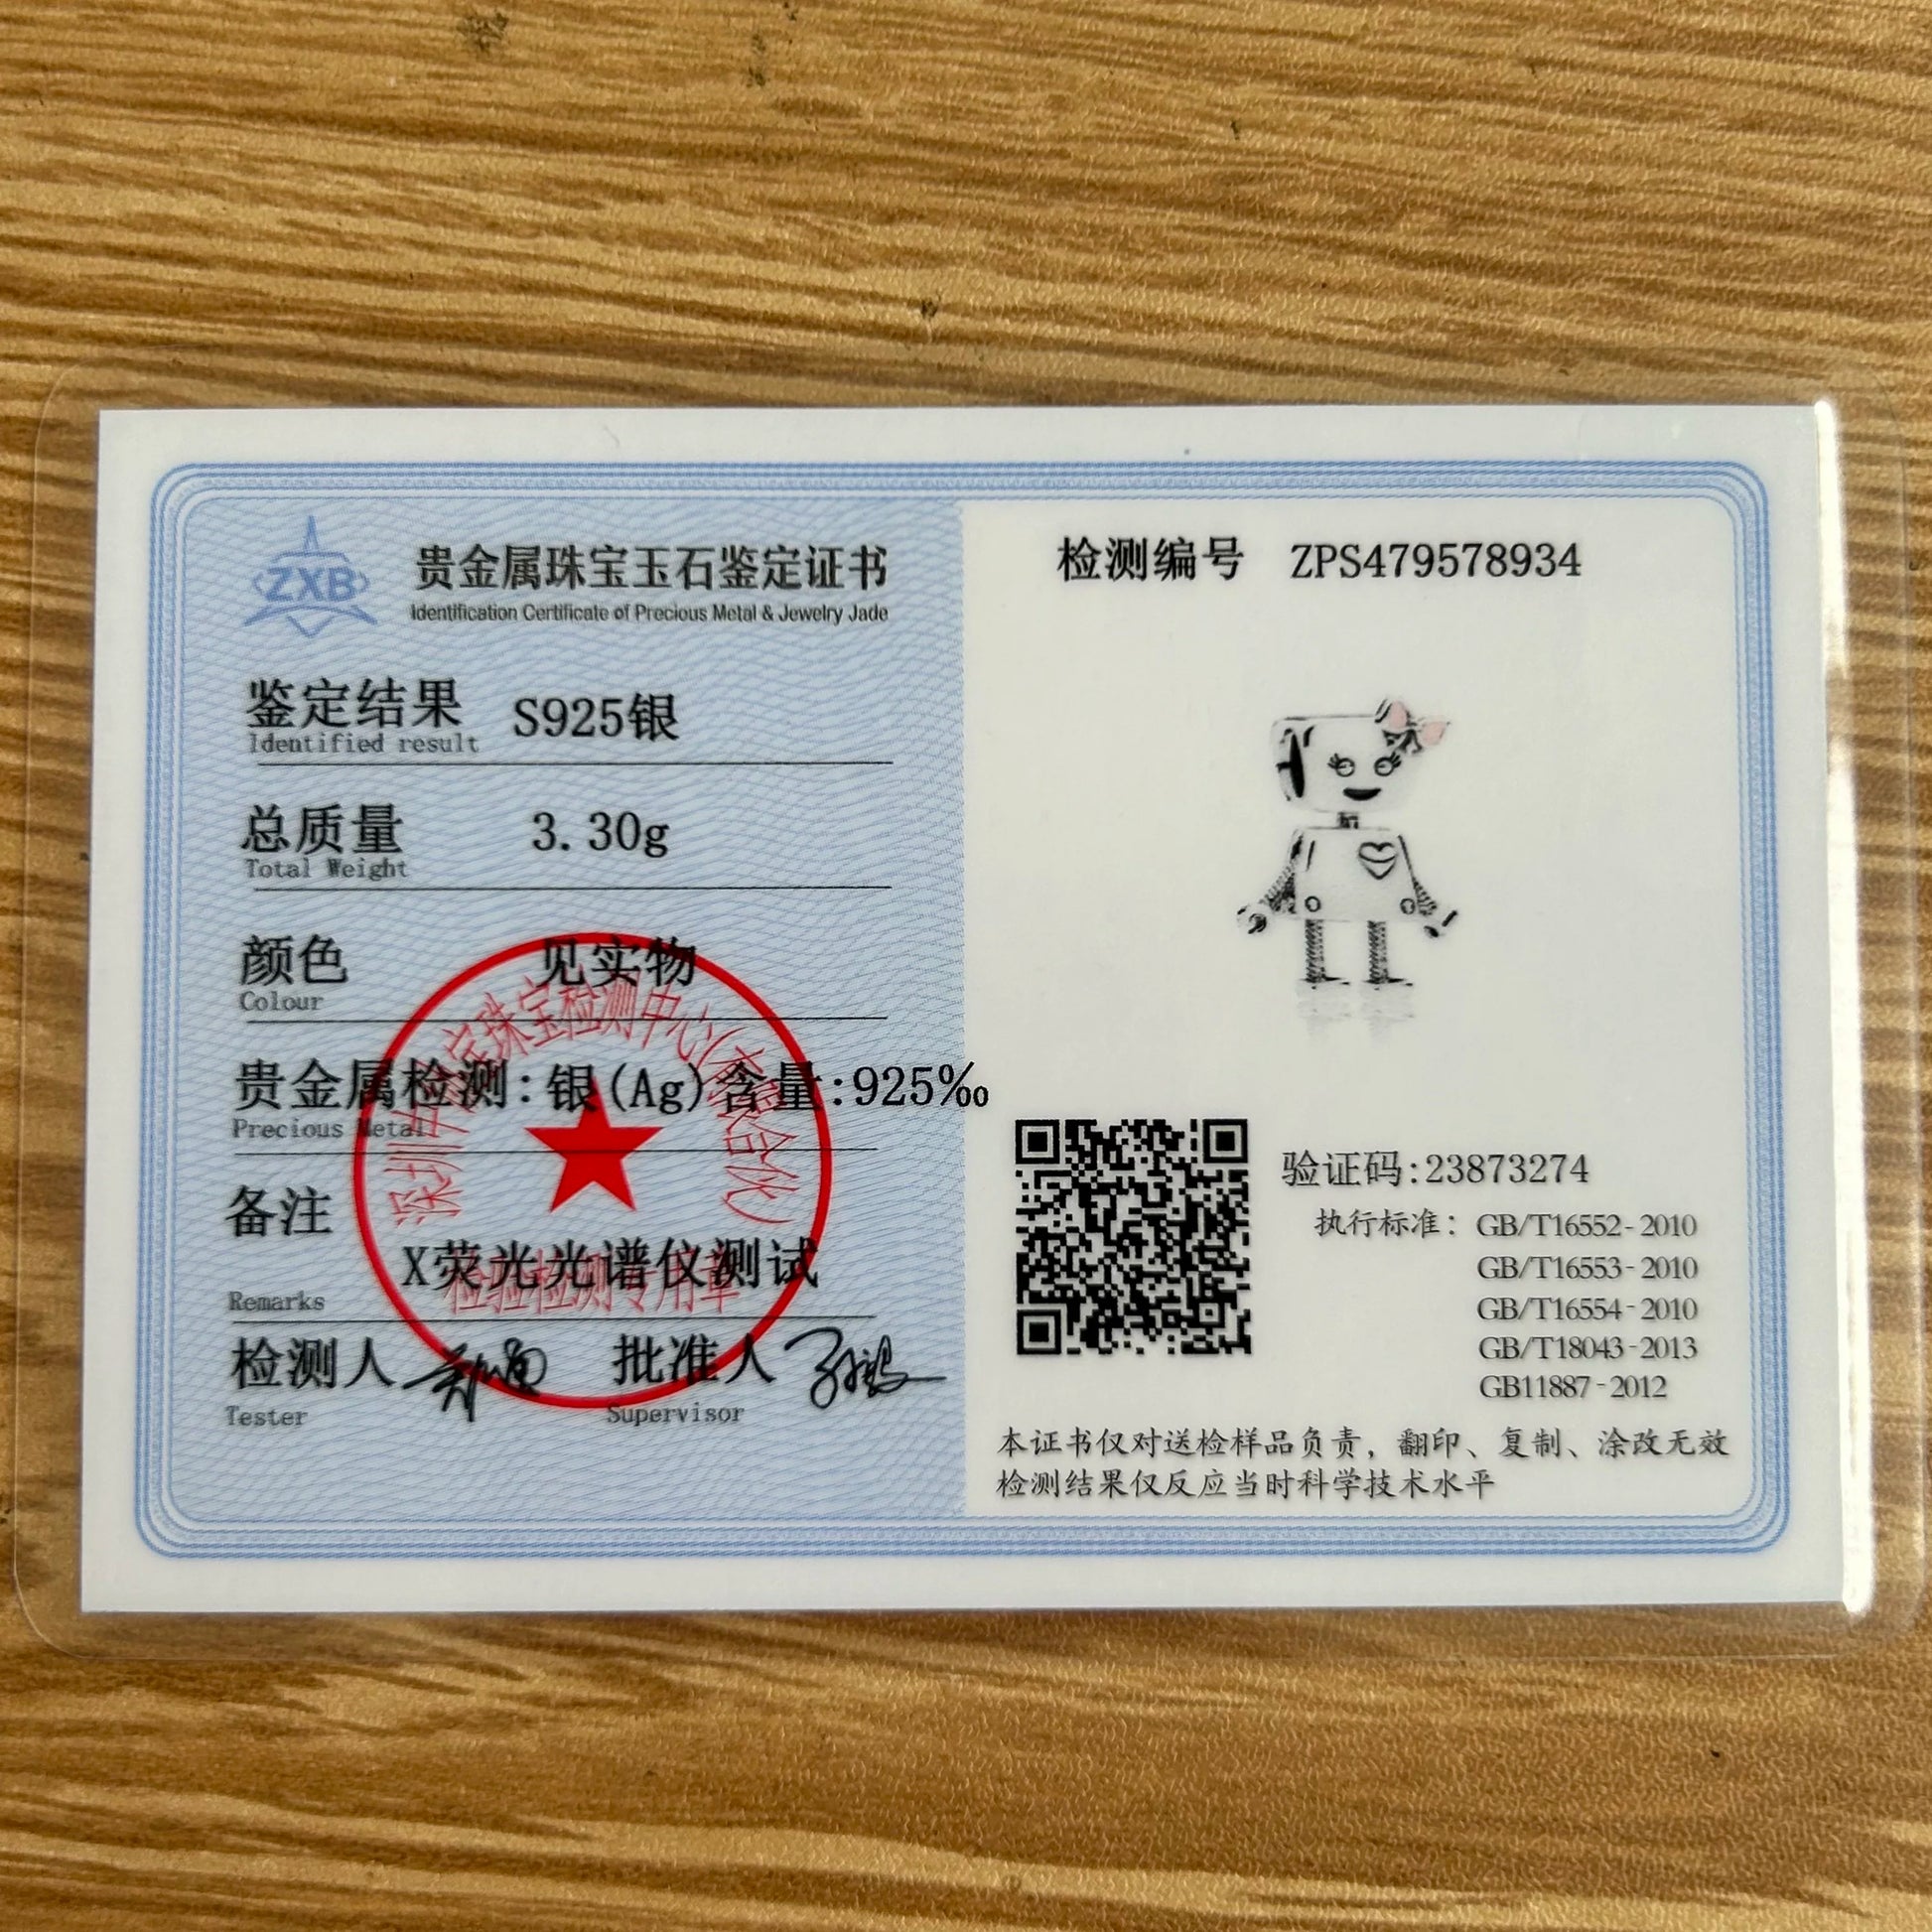 ZXB
贵金属珠宝玉石鉴定证书
Identification Certificate of Precious Metal & Jewelry Jade
鉴定结果 S925银
Identified result
总质量 3.30g
Total Weight
颜色 见实物
Colour
贵金属检测:银(Ag)含量:925‰
Precious Metal
备注
X荧光光谱仪测试
Remarks
检测人 批准人
Tester Supervisor
珠宝检测中心
检验检测专用章
检测编号 ZPS479578934
验证码:23873274
执行标准: GB/T16552-2010
GB/T16553-2010
GB/T16554-2010
GB/T18043-2013
GB11887-2012
本证书仅对送检样品负责,翻印、复制、涂改无效
检测结果仅反应当时科学技术水平